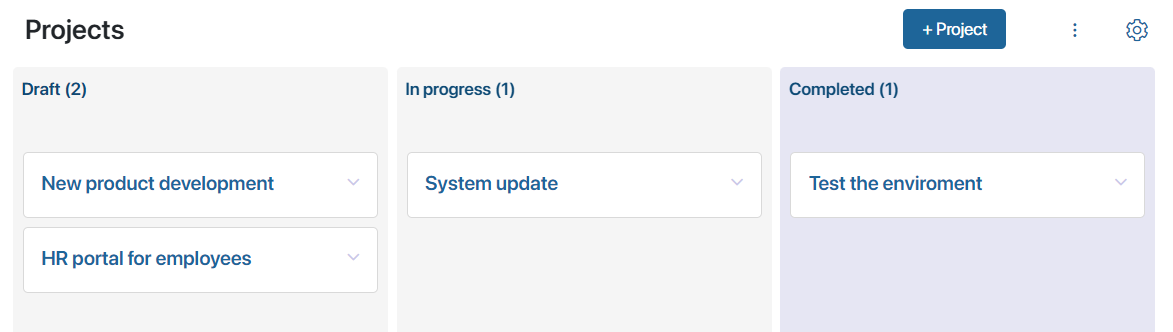 Projects
+ Project
Draft (2)
In progress (1)
Completed (1)
New product development
System update
Test the enviroment
HR portal for employees